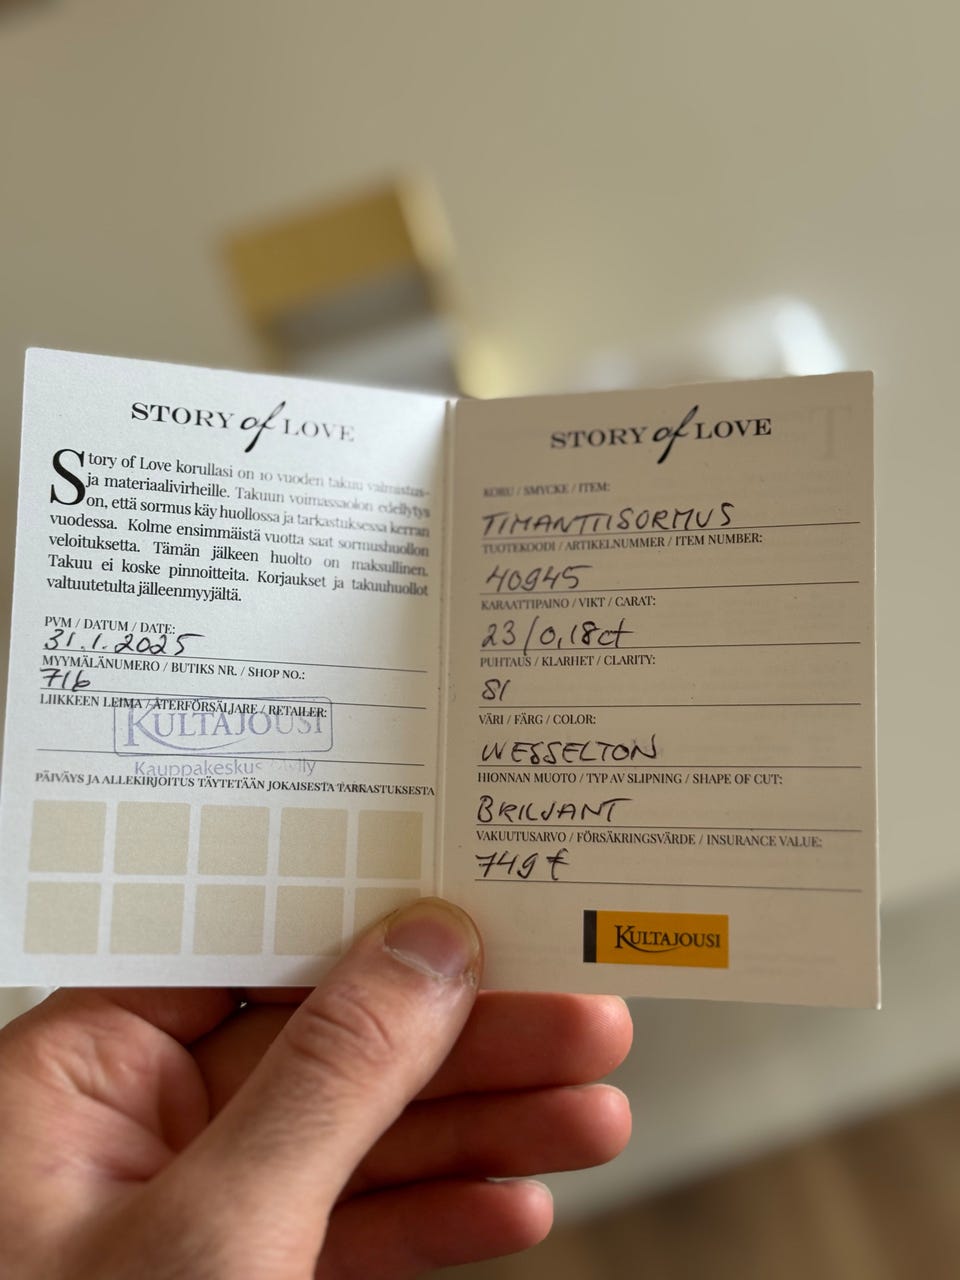 STORY of LOVE
Story of Love korullasi on 10 vuoden takuu valmistus-
ja materiaalivirheille. Takuun voimassaolon edellytys
on, että sormus käy huollossa ja tarkastuksessa kerran
vuodessa. Kolme ensimmäistä vuotta saat sormushuollon
veloituksetta. Tämän jälkeen huolto on maksullinen.
Takuu ei koske pinnoitteita. Korjaukset ja takuuhuollot
valtuutetulta jälleenmyyjältä.
PVM / DATUM / DATE:
31.1.2025
MYYMÄLÄNUMERO / BUTIKS NR. / SHOP NO.:
716
LIIKKEEN LEIMA / ÅTERFÖRSÄLJARE / RETAILER:
KULTAJOUSI
Kauppakeskus
PÄIVÄYS JA ALLEKIRJOITUS TÄYTETÄÄN JOKAISESTA TARKASTUKSESTA
STORY of LOVE
KORU / SMYCKE / ITEM:
TIMANTTISORMUS
TUOTEKOODI / ARTIKELNUMMER / ITEM NUMBER:
40945
KARAATTIPAINO / VIKT / CARAT:
23/0,18ct
PUHTAUS / KLARHET / CLARITY:
SI
VÄRI / FÄRG / COLOR:
WESSELTON
HIONNAN MUOTO / TYP AV SLIPNING / SHAPE OF CUT:
BRILJANT
VAKUUTUSARVO / FÖRSÄKRINGSVÄRDE / INSURANCE VALUE:
749 €
KULTAJOUSI